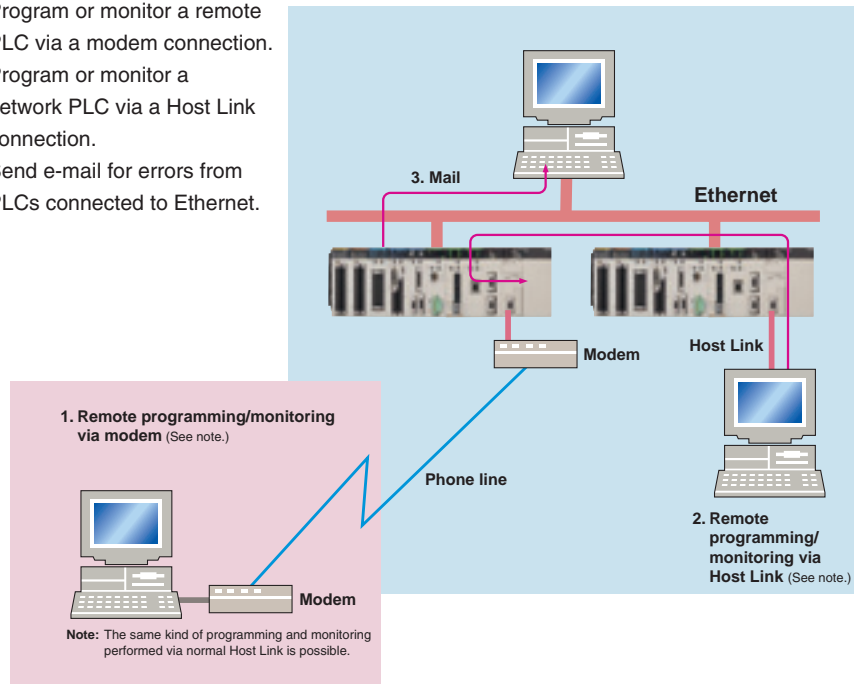 Program or monitor a remote
PLC via a modem connection.
Program or monitor a
network PLC via a Host Link
connection.
Send e-mail for errors from
PLCs connected to Ethernet.
3. Mail
Ethernet
Modem
Host Link
1. Remote programming/monitoring
via modem (See note.)
Phone line
2. Remote
programming/
monitoring via
Host Link (See note.)
Modem
Note: The same kind of programming and monitoring
performed via normal Host Link is possible.